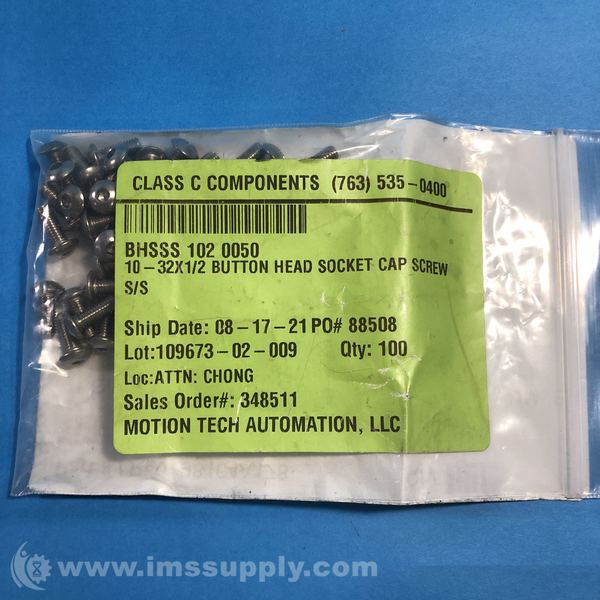 CLASS C COMPONENTS (763) 535-0400
BHSSS 102 0050
10-32X1/2 BUTTON HEAD SOCKET CAP SCREW
S/S
Ship Date: 08-17-21 PO# 88508
Lot:109673-02-009 Qty: 100
Loc:ATTN: CHONG
Sales Order#: 348511
MOTION TECH AUTOMATION, LLC
www.imssupply.com